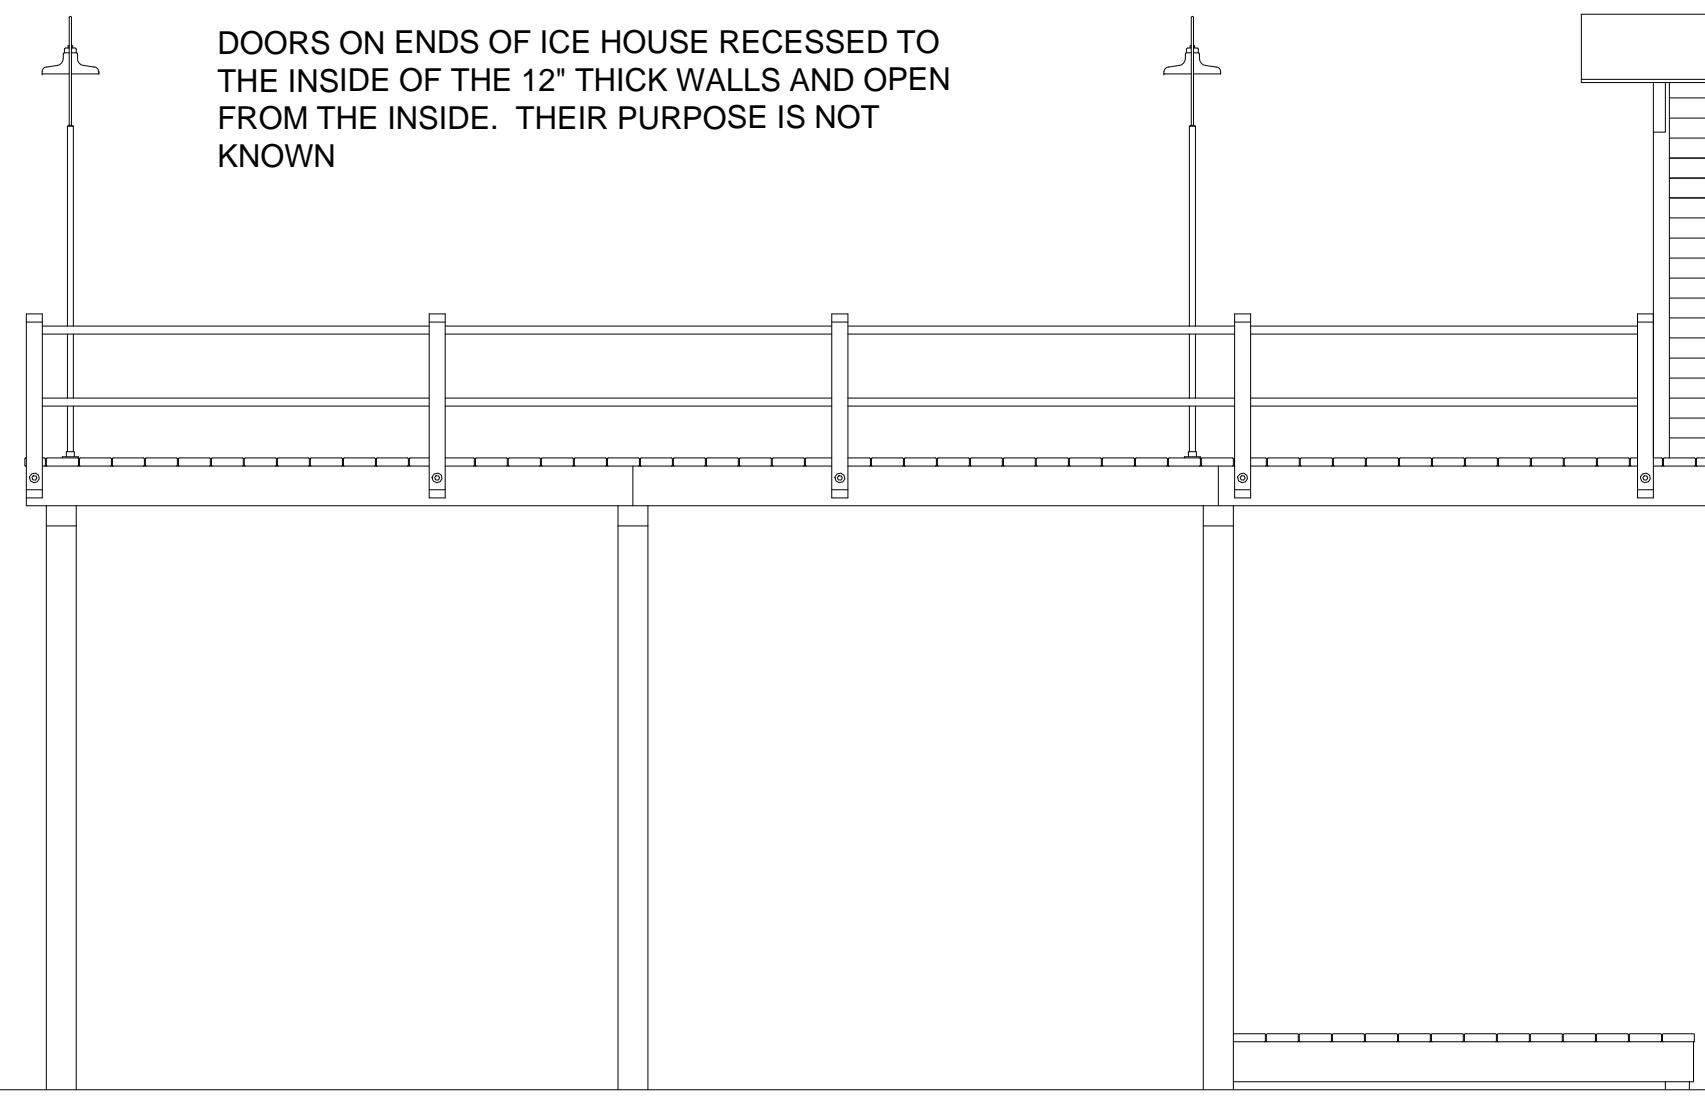 DOORS ON ENDS OF ICE HOUSE RECESSED TO
THE INSIDE OF THE 12" THICK WALLS AND OPEN
FROM THE INSIDE.  THEIR PURPOSE IS NOT
KNOWN